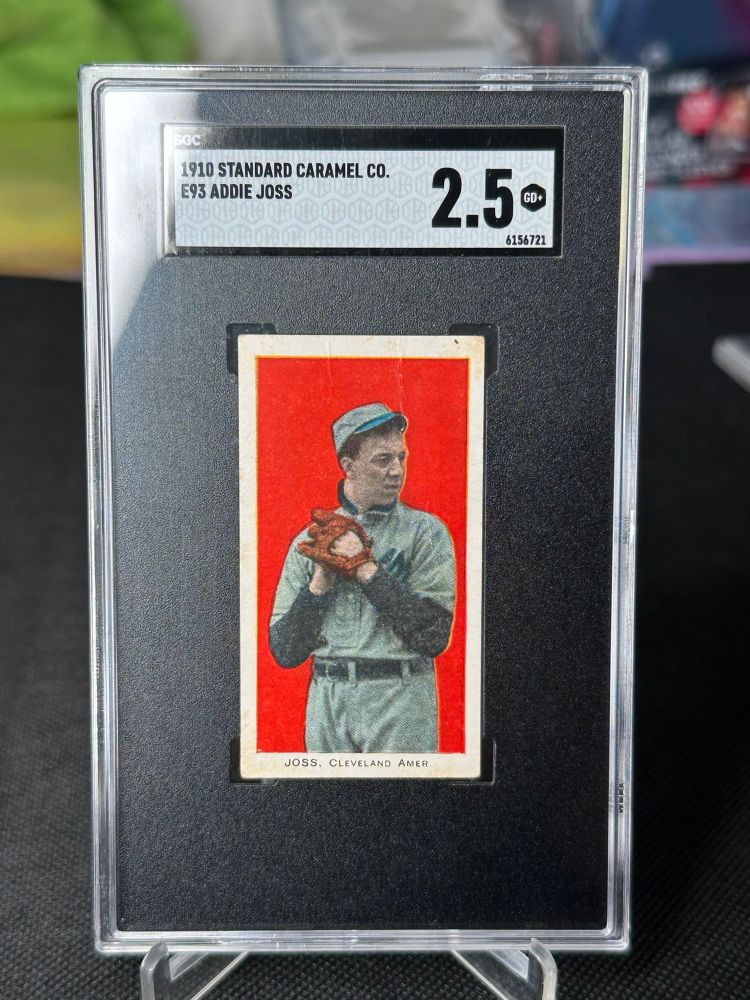 SGC
1910 STANDARD CARAMEL CO.
E93 ADDIE JOSS
2.5
GD+
6156721
JOSS, CLEVELAND AMER.